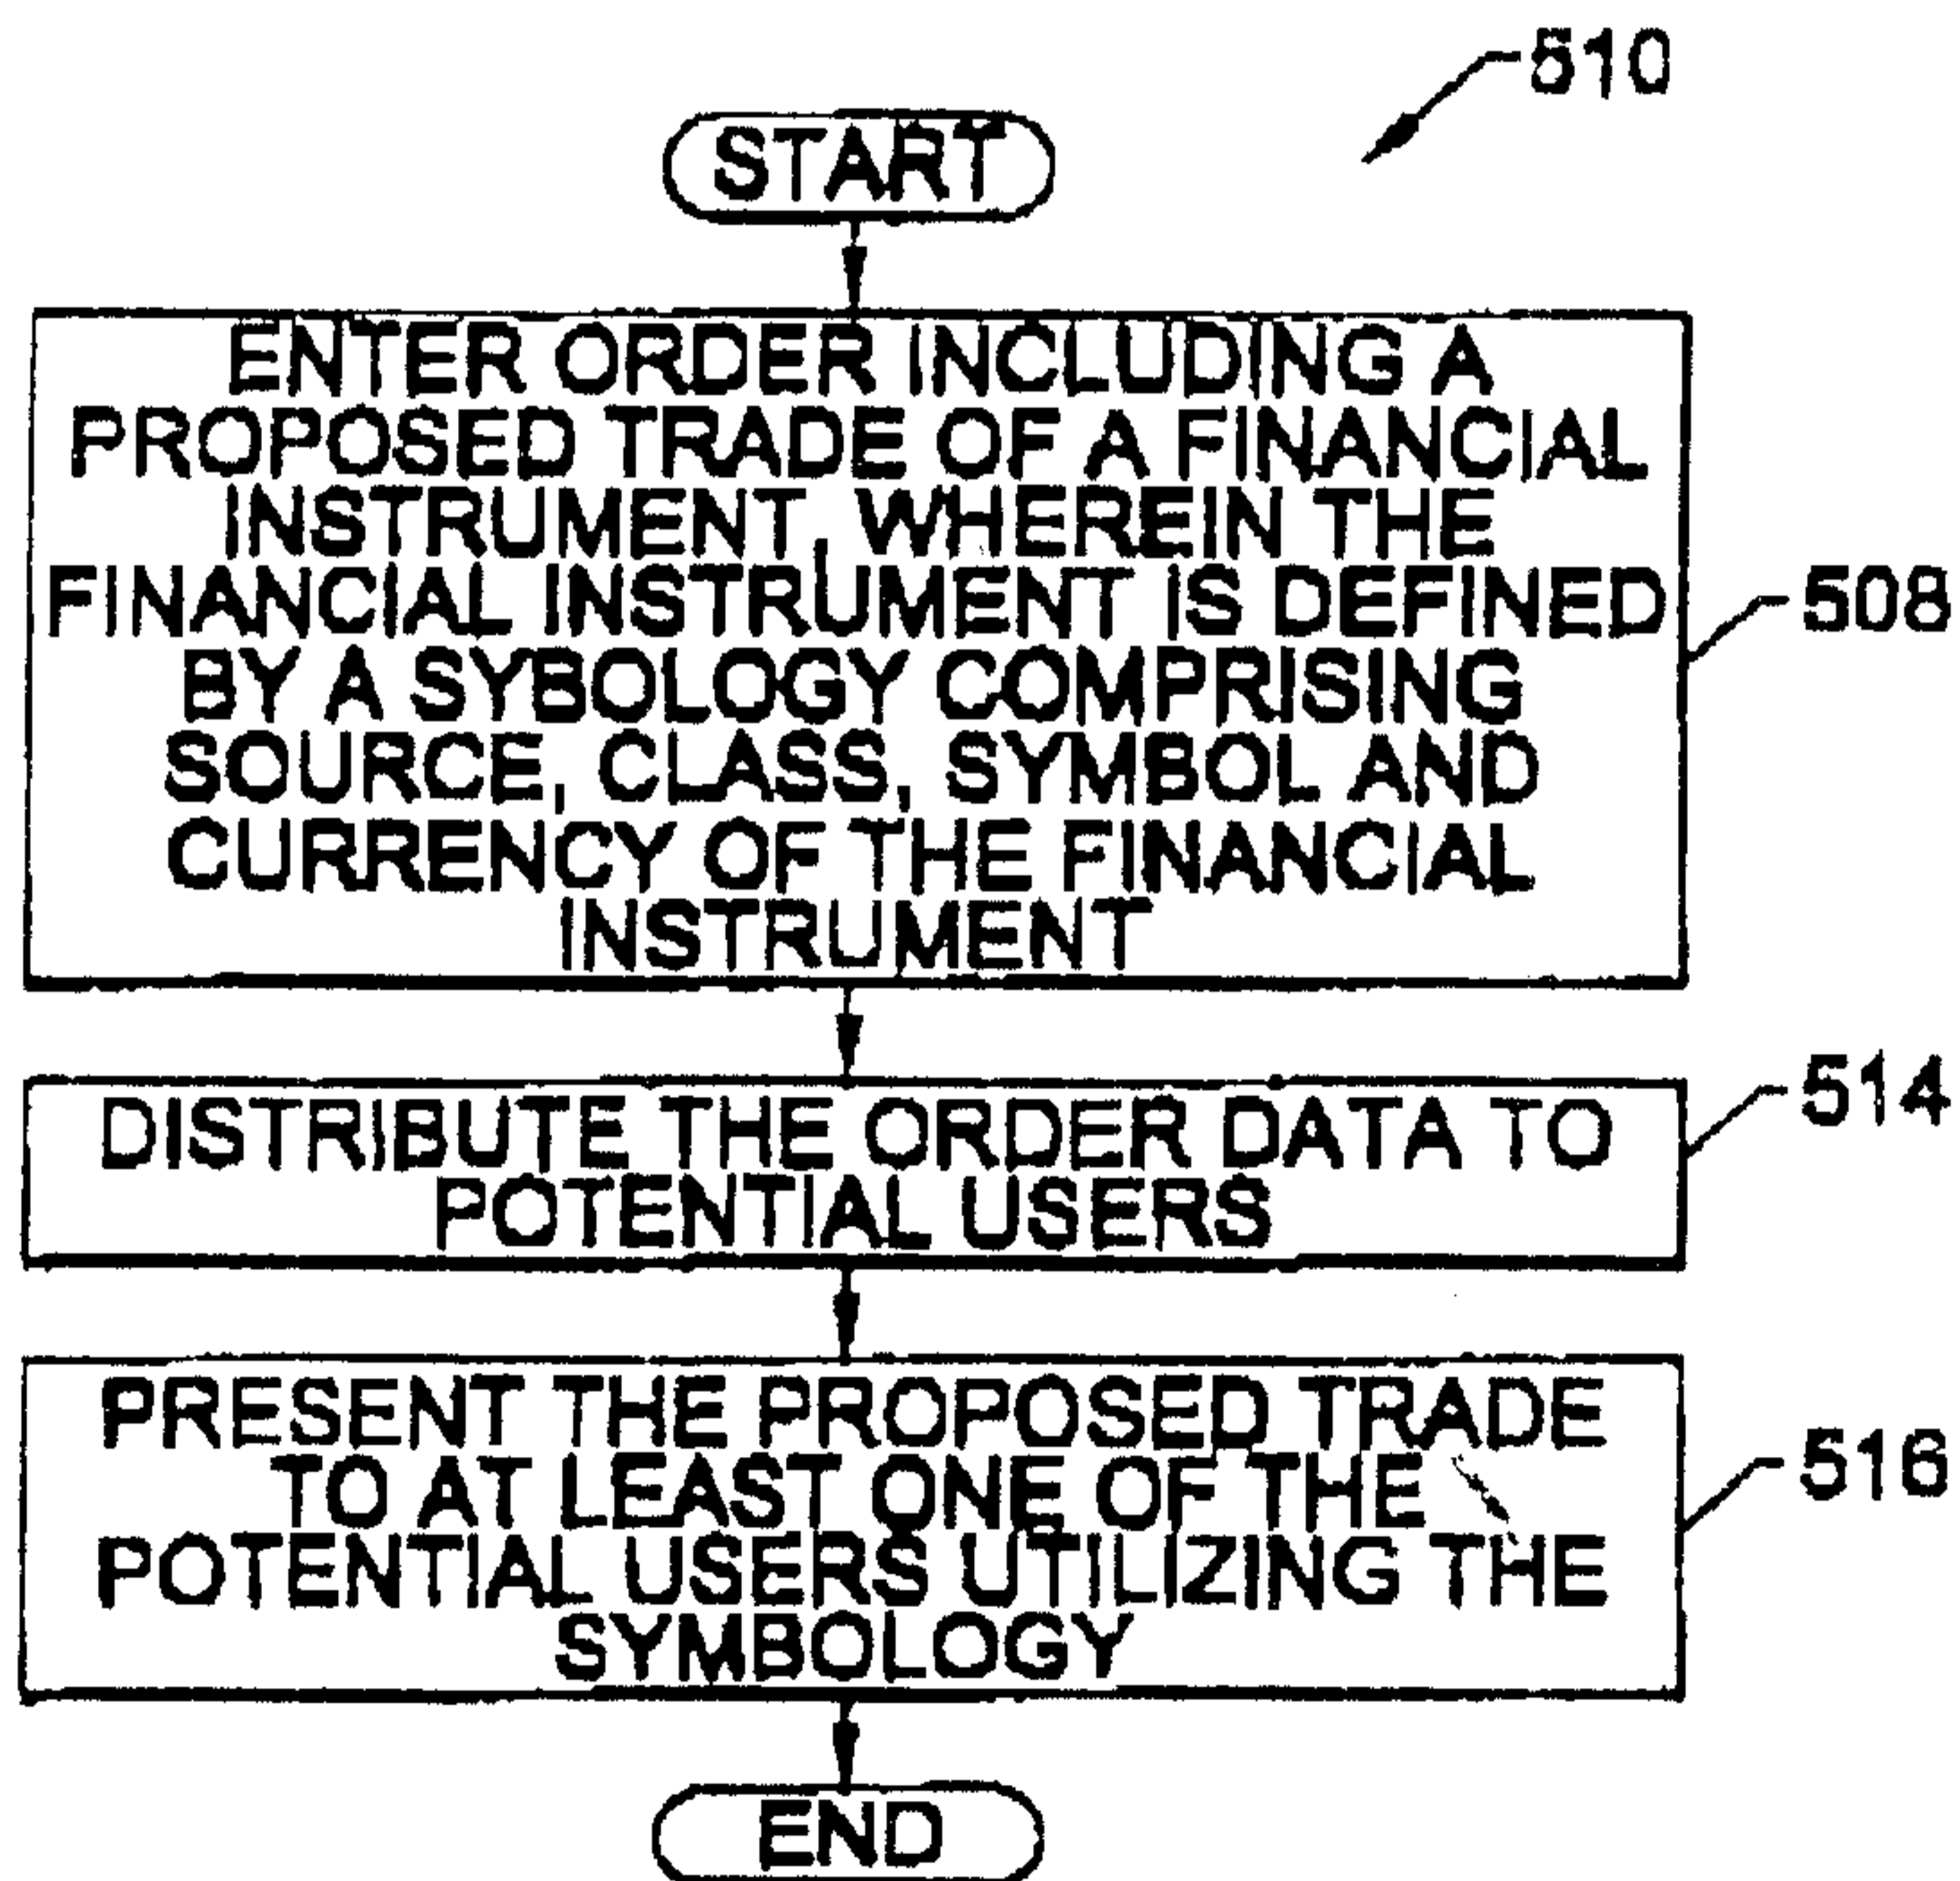 510
START
ENTER ORDER INCLUDING A
PROPOSED TRADE OF A FINANCIAL
INSTRUMENT, WHEREIN THE
FINANCIAL INSTRUMENT IS DEFINED
BY A SYBOLOGY COMPRISING
SOURCE, CLASS, SYMBOL AND
CURRENCY OF THE FINANCIAL
INSTRUMENT
508
DISTRIBUTE THE ORDER DATA TO
POTENTIAL USERS
514
PRESENT THE PROPOSED TRADE
TO AT LEAST ONE OF THE
POTENTIAL USERS UTILIZING THE
SYMBOLOGY
516
END